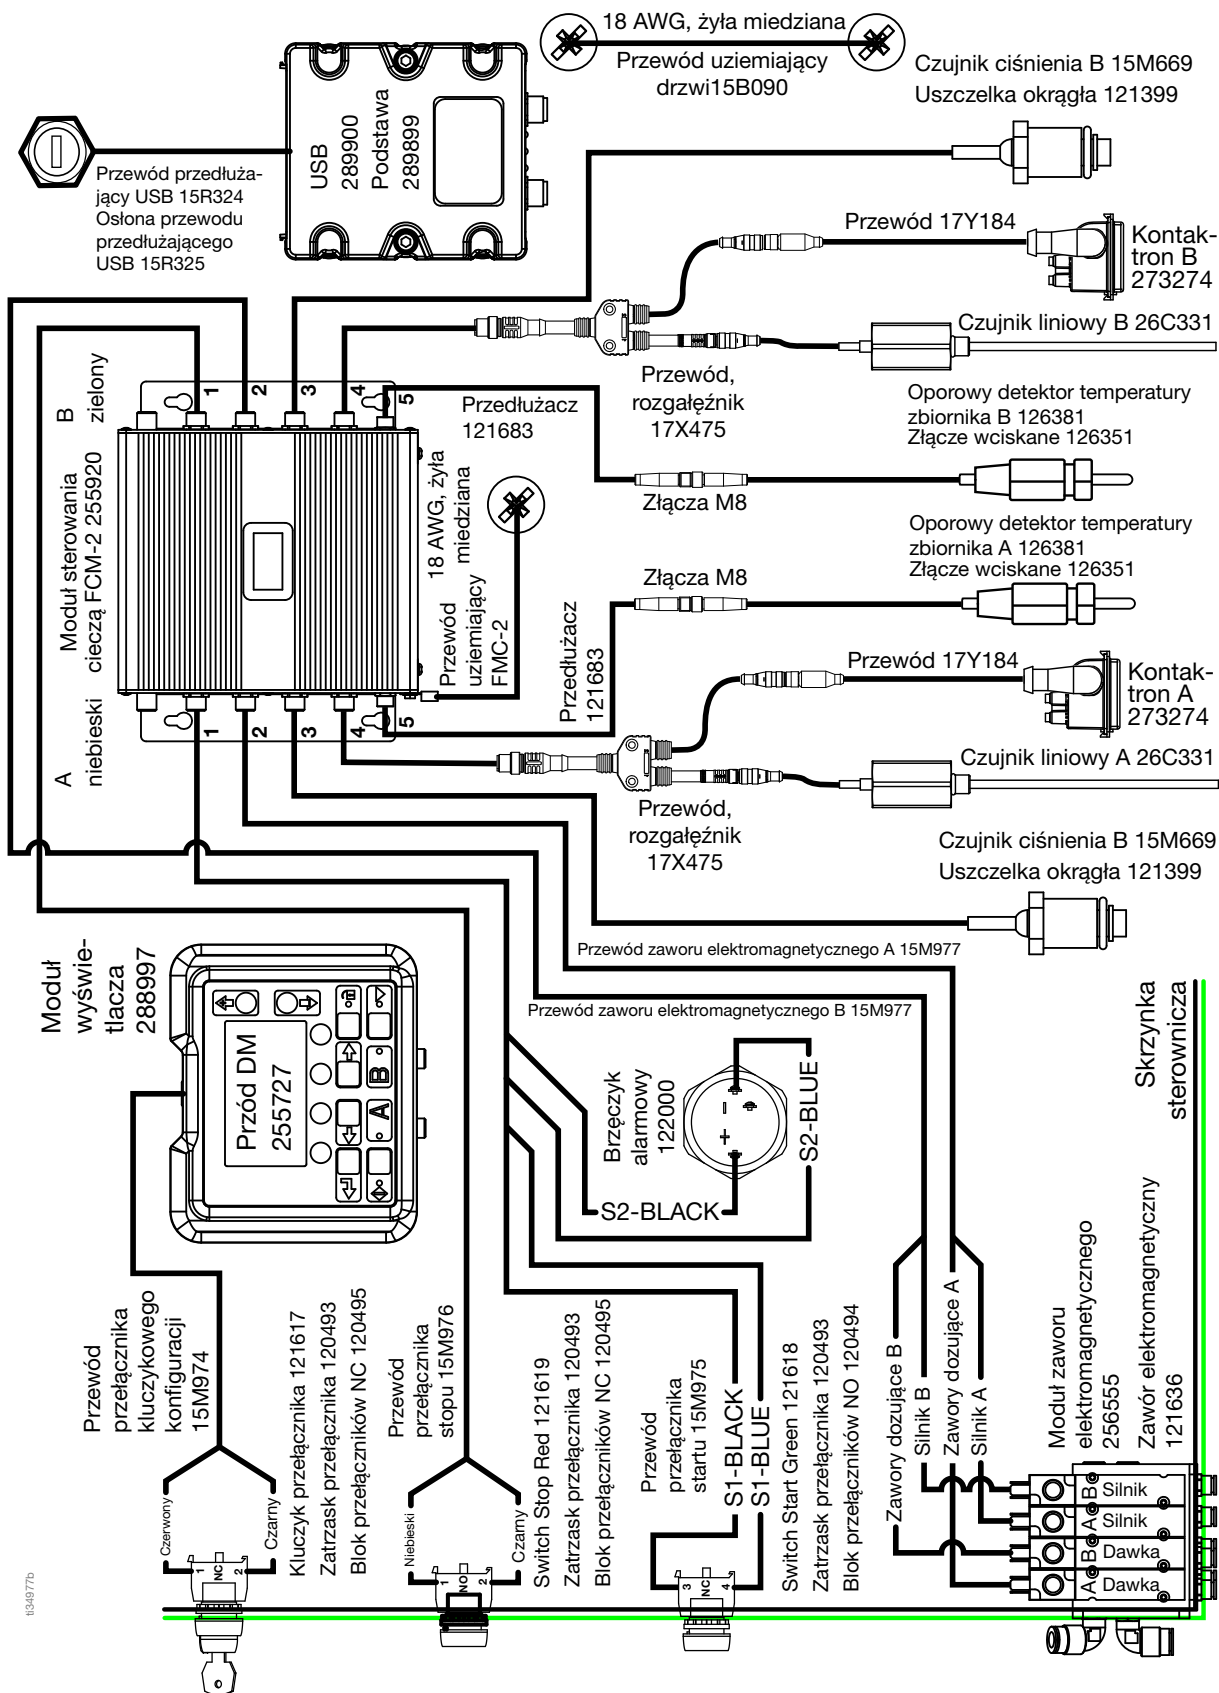 18 AWG, żyła miedziana
Przewód uziemiający
drzwi15B090
Czujnik ciśnienia B 15M669
Uszczelka okrągła 121399
USB
289900
Podstawa
289899
Przewód przedłuża-
jący USB 15R324
Osłona przewodu
przedłużającego
USB 15R325
Przewód 17Y184
Kontak-
tron B
273274
Czujnik liniowy B 26C331
Przewód,
rozgałęźnik
17X475
B
zielony
1
2
3
4
5
Przedłużacz
121683
Oporowy detektor temperatury
zbiornika B 126381
Złącze wciskane 126351
Złącza M8
Moduł sterowania
cieczą FCM-2 255920
18 AWG, żyła
miedziana
Przewód
uziemiający
FMC-2
Oporowy detektor temperatury
zbiornika A 126381
Złącze wciskane 126351
Złącza M8
Przedłużacz
121683
A
niebieski
1
2
3
4
5
Przewód 17Y184
Kontak-
tron A
273274
Czujnik liniowy A 26C331
Przewód,
rozgałęźnik
17X475
Czujnik ciśnienia B 15M669
Uszczelka okrągła 121399
Przewód zaworu elektromagnetycznego A 15M977
Przewód zaworu elektromagnetycznego B 15M977
Moduł
wyświe-
tlacza
288997
Przód DM
255727
A
B
Brzęczyk
alarmowy
122000
+
–
S2-BLACK
S2-BLUE
Skrzynka
sterownicza
Przewód
przełącznika
kluczykowego
konfiguracji
15M974
Czerwony
Czarny
1
NC
2
Kluczyk przełącznika 121617
Zatrzask przełącznika 120493
Blok przełączników NC 120495
Przewód
przełącznika
stopu 15M976
Niebieski
Czarny
1
NO
2
Switch Stop Red 121619
Zatrzask przełącznika 120493
Blok przełączników NC 120495
Przewód
przełącznika
startu 15M975
S1-BLACK
S1-BLUE
3
NC
4
Switch Start Green 121618
Zatrzask przełącznika 120493
Blok przełączników NO 120494
Zawory dozujące B
Silnik B
Zawory dozujące A
Silnik A
Moduł zaworu
elektromagnetycznego
256555
Zawór elektromagnetyczny
121636
B Silnik
A Silnik
B Dawka
A Dawka
ti34977b